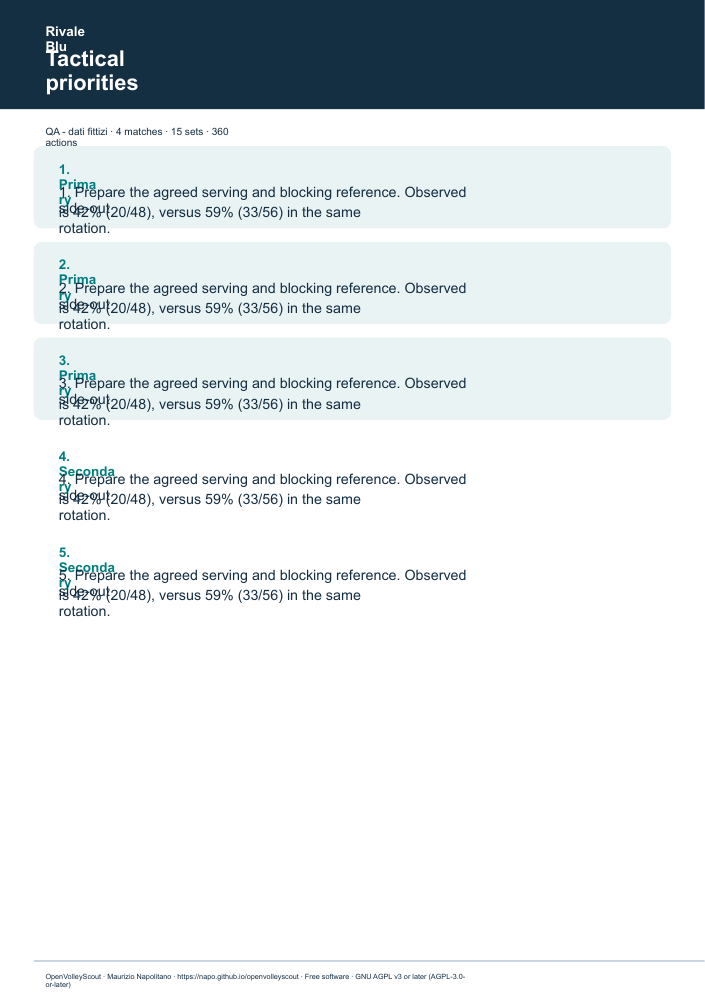 Rivale
Blu
Tactical
priorities
QA - dati fittizi · 4 matches · 15 sets · 360
actions
1.
Prima
ry
1. Prepare the agreed serving and blocking reference. Observed
side-out
is 42% (20/48), versus 59% (33/56) in the same
rotation.
2.
Prima
ry
2. Prepare the agreed serving and blocking reference. Observed
side-out
is 42% (20/48), versus 59% (33/56) in the same
rotation.
3.
Prima
ry
3. Prepare the agreed serving and blocking reference. Observed
side-out
is 42% (20/48), versus 59% (33/56) in the same
rotation.
4.
Seconda
ry
4. Prepare the agreed serving and blocking reference. Observed
side-out
is 42% (20/48), versus 59% (33/56) in the same
rotation.
5.
Seconda
ry
5. Prepare the agreed serving and blocking reference. Observed
side-out
is 42% (20/48), versus 59% (33/56) in the same
rotation.
OpenVolleyScout · Maurizio Napolitano · https://napo.github.io/openvolleyscout · Free software · GNU AGPL v3 or later (AGPL-3.0-
or-later)